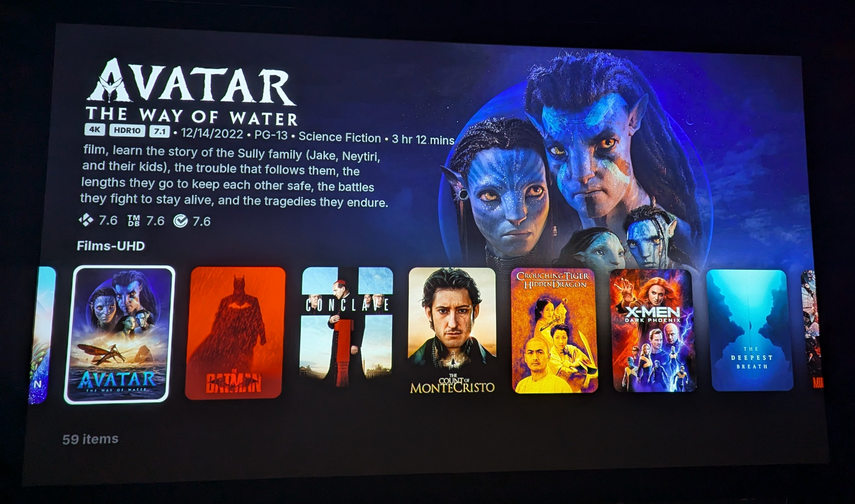 AVATAR
THE WAY OF WATER
4K HDR10 7.1 • 12/14/2022 • PG-13 • Science Fiction • 3 hr 12 mins
film, learn the story of the Sully family (Jake, Neytiri,
and their kids), the trouble that follows them, the
lengths they go to keep each other safe, the battles
they fight to stay alive, and the tragedies they endure.
7.6 TMDB 7.6 7.6
Films-UHD
N
AVATAR
THE WAY OF WATER
THE
BATMAN
CONCLAVE
THE
COUNT OF
MONTE CRISTO
CROUCHING TIGER
HIDDEN DRAGON
X-MEN
DARK PHOENIX
THE
DEEPEST
BREATH
59 items